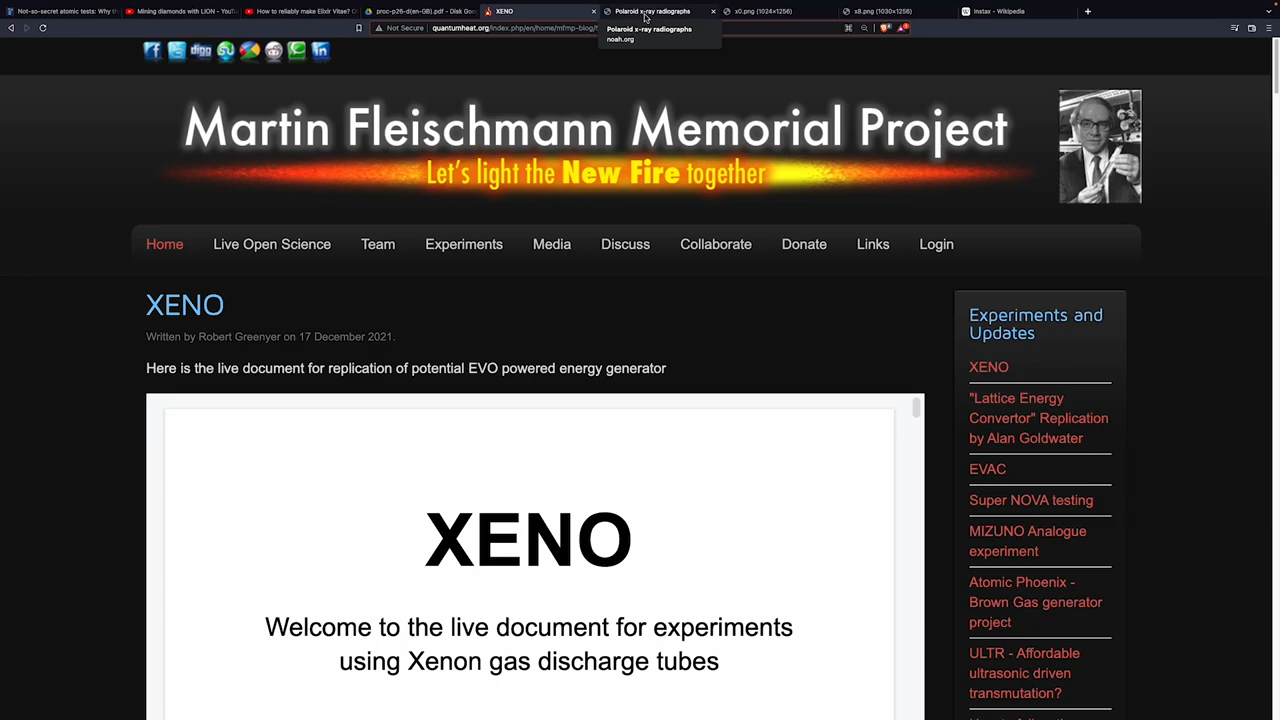 Not-so-secret atomic tests: Why th
Mining diamonds with LION - YouTu
How to reliably make Elixir Vitae? C
proc-p26-d(en-GB).pdf - Disk Goo
XENO
Polaroid x-ray radiographs
x0.png (1024×1256)
x8.png (1030×1256)
Instax - Wikipedia
Not Secure
quantumheat.org/index.php/en/home/mfmp-blog/
Polaroid x-ray radiographs
noah.org
digg
Martin Fleischmann Memorial Project
Let's light the New Fire together
Home
Live Open Science
Team
Experiments
Media
Discuss
Collaborate
Donate
Links
Login
XENO
Written by Robert Greenyer on 17 December 2021.
Here is the live document for replication of potential EVO powered energy generator
XENO
Welcome to the live document for experiments
using Xenon gas discharge tubes
Experiments and
Updates
XENO
"Lattice Energy
Convertor" Replication
by Alan Goldwater
EVAC
Super NOVA testing
MIZUNO Analogue
experiment
Atomic Phoenix -
Brown Gas generator
project
ULTR - Affordable
ultrasonic driven
transmutation?